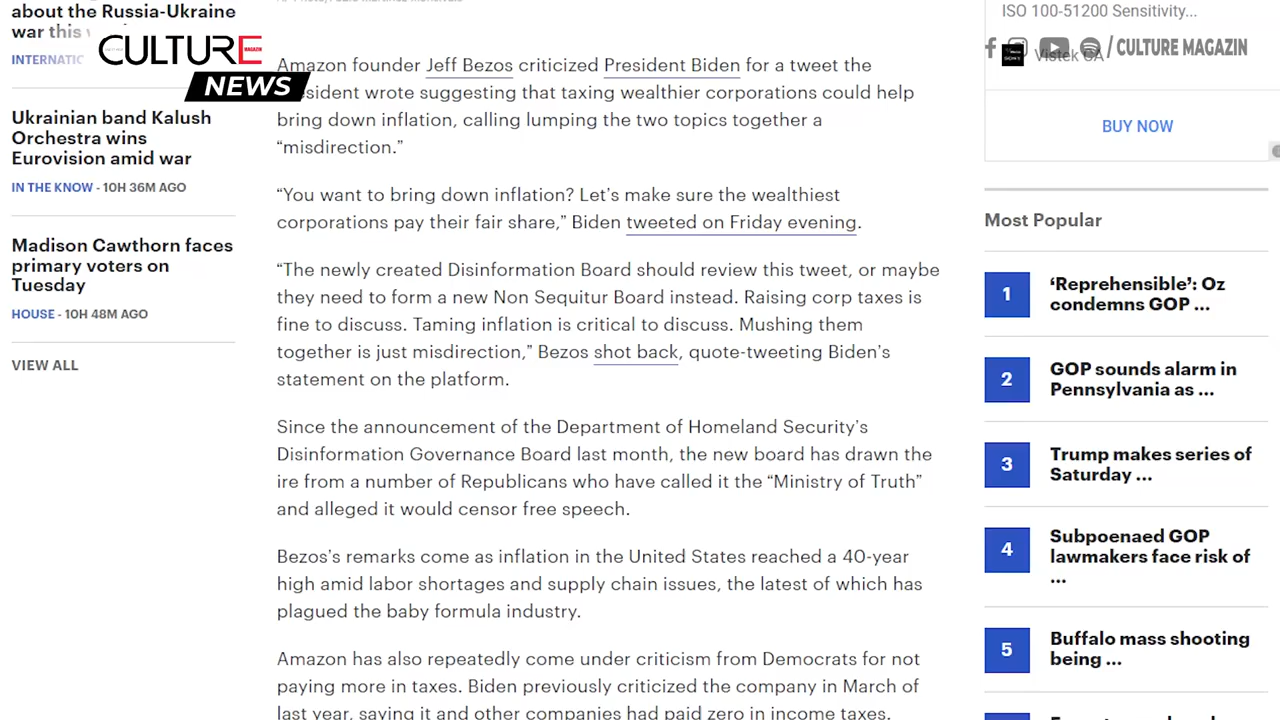 about the Russia-Ukraine
war this
INTERNATIC
Ukrainian band Kalush
Orchestra wins
Eurovision amid war
IN THE KNOW - 10H 36M AGO
Madison Cawthorn faces
primary voters on
Tuesday
HOUSE - 10H 48M AGO
VIEW ALL
CULTURE
MAGAZIN
NEWS
Amazon founder Jeff Bezos criticized President Biden for a tweet the
esident wrote suggesting that taxing wealthier corporations could help
bring down inflation, calling lumping the two topics together a
“misdirection.”
“You want to bring down inflation? Let’s make sure the wealthiest
corporations pay their fair share,” Biden tweeted on Friday evening.
“The newly created Disinformation Board should review this tweet, or maybe
they need to form a new Non Sequitur Board instead. Raising corp taxes is
fine to discuss. Taming inflation is critical to discuss. Mushing them
together is just misdirection,” Bezos shot back, quote-tweeting Biden’s
statement on the platform.
Since the announcement of the Department of Homeland Security’s
Disinformation Governance Board last month, the new board has drawn the
ire from a number of Republicans who have called it the “Ministry of Truth”
and alleged it would censor free speech.
Bezos’s remarks come as inflation in the United States reached a 40-year
high amid labor shortages and supply chain issues, the latest of which has
plagued the baby formula industry.
Amazon has also repeatedly come under criticism from Democrats for not
paying more in taxes. Biden previously criticized the company in March of
last year, saying it and other companies had paid zero in income taxes.
ISO 100-51200 Sensitivity...
/ CULTURE MAGAZIN
SONY
Vistek CA
BUY NOW
Most Popular
1
‘Reprehensible’: Oz
condemns GOP ...
2
GOP sounds alarm in
Pennsylvania as ...
3
Trump makes series of
Saturday ...
4
Subpoenaed GOP
lawmakers face risk of
...
5
Buffalo mass shooting
being ...